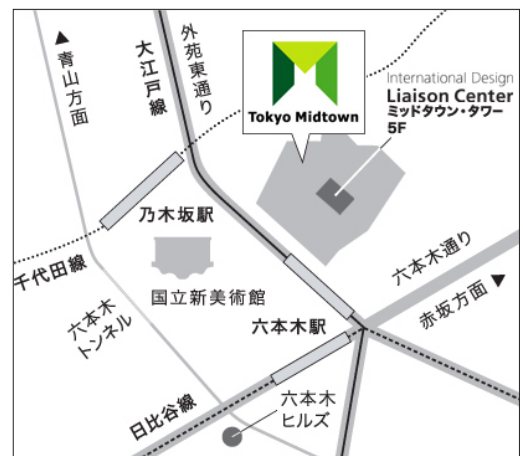 ▲青山方面
大江戸線
外苑東通り
Tokyo Midtown
International Design
Liaison Center
ミッドタウン・タワー
5F
乃木坂駅
千代田線
国立新美術館
六本木通り
赤坂方面▼
六本木
トンネル
六本木駅
日比谷線
六本木
ヒルズ